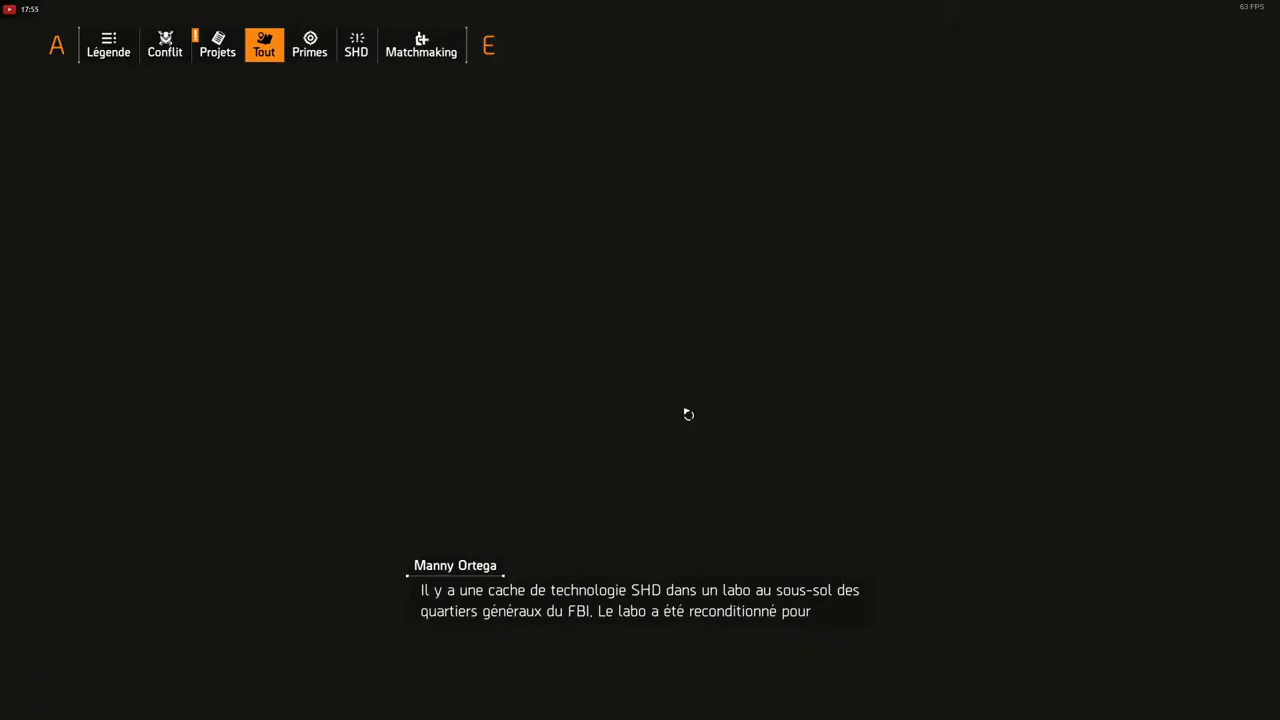 17:55
63 FPS
A
Légende
Conflit
Projets
Tout
Primes
SHD
Matchmaking
E
Manny Ortega
Il y a une cache de technologie SHD dans un labo au sous-sol des
quartiers généraux du FBI. Le labo a été reconditionné pour